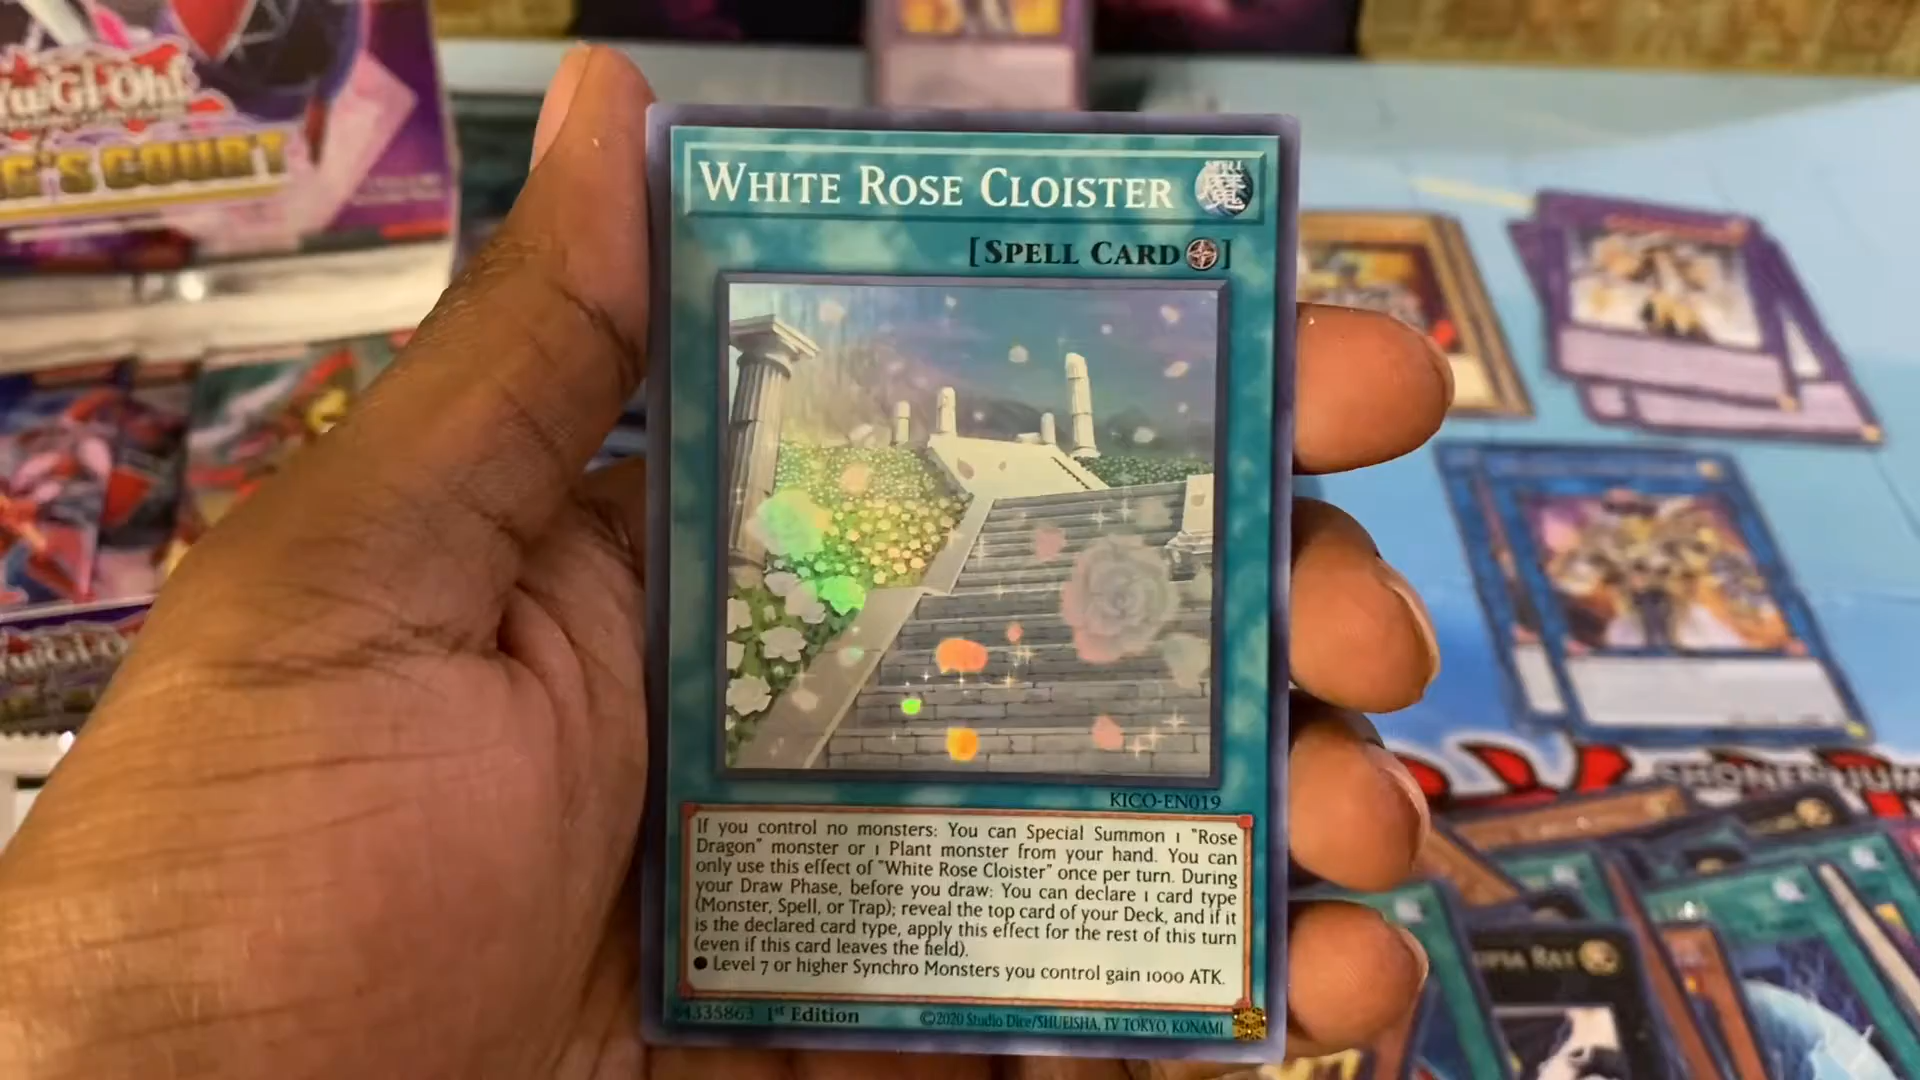 Yu-Gi-Oh!
G'S COURT
WHITE ROSE CLOISTER
SPELL
魔
[SPELL CARD]
KICO-EN019
If you control no monsters: You can Special Summon 1 "Rose
Dragon" monster or 1 Plant monster from your hand. You can
only use this effect of "White Rose Cloister" once per turn. During
your Draw Phase, before you draw: You can declare 1 card type
(Monster, Spell, or Trap); reveal the top card of your Deck, and if it
is the declared card type, apply this effect for the rest of this turn
(even if this card leaves the field).
● Level 7 or higher Synchro Monsters you control gain 1000 ATK.
1st Edition
©2020 Studio Dice/SHUEISHA, TV TOKYO, KONAMI